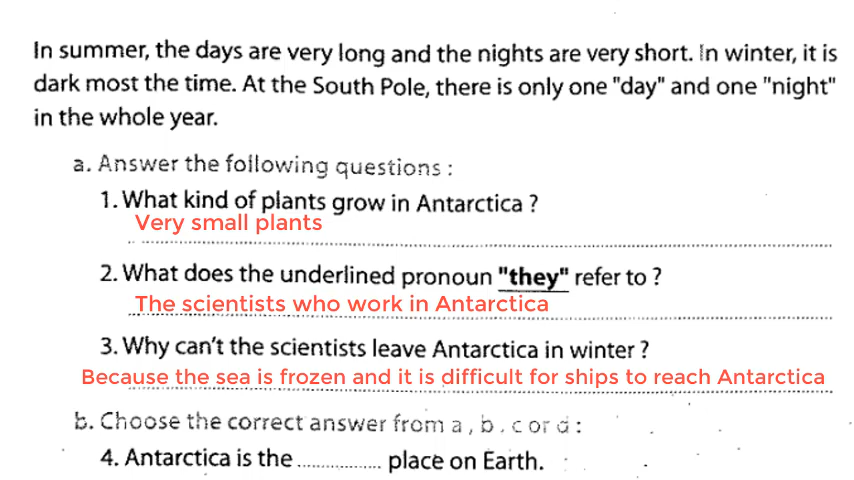 In summer, the days are very long and the nights are very short. In winter, it is
dark most the time. At the South Pole, there is only one "day" and one "night"
in the whole year.
a. Answer the following questions :
1. What kind of plants grow in Antarctica ?
Very small plants
2. What does the underlined pronoun "they" refer to ?
The scientists who work in Antarctica
3. Why can't the scientists leave Antarctica in winter ?
Because the sea is frozen and it is difficult for ships to reach Antarctica
b. Choose the correct answer from a , b , c or d :
4. Antarctica is the ................ place on Earth.